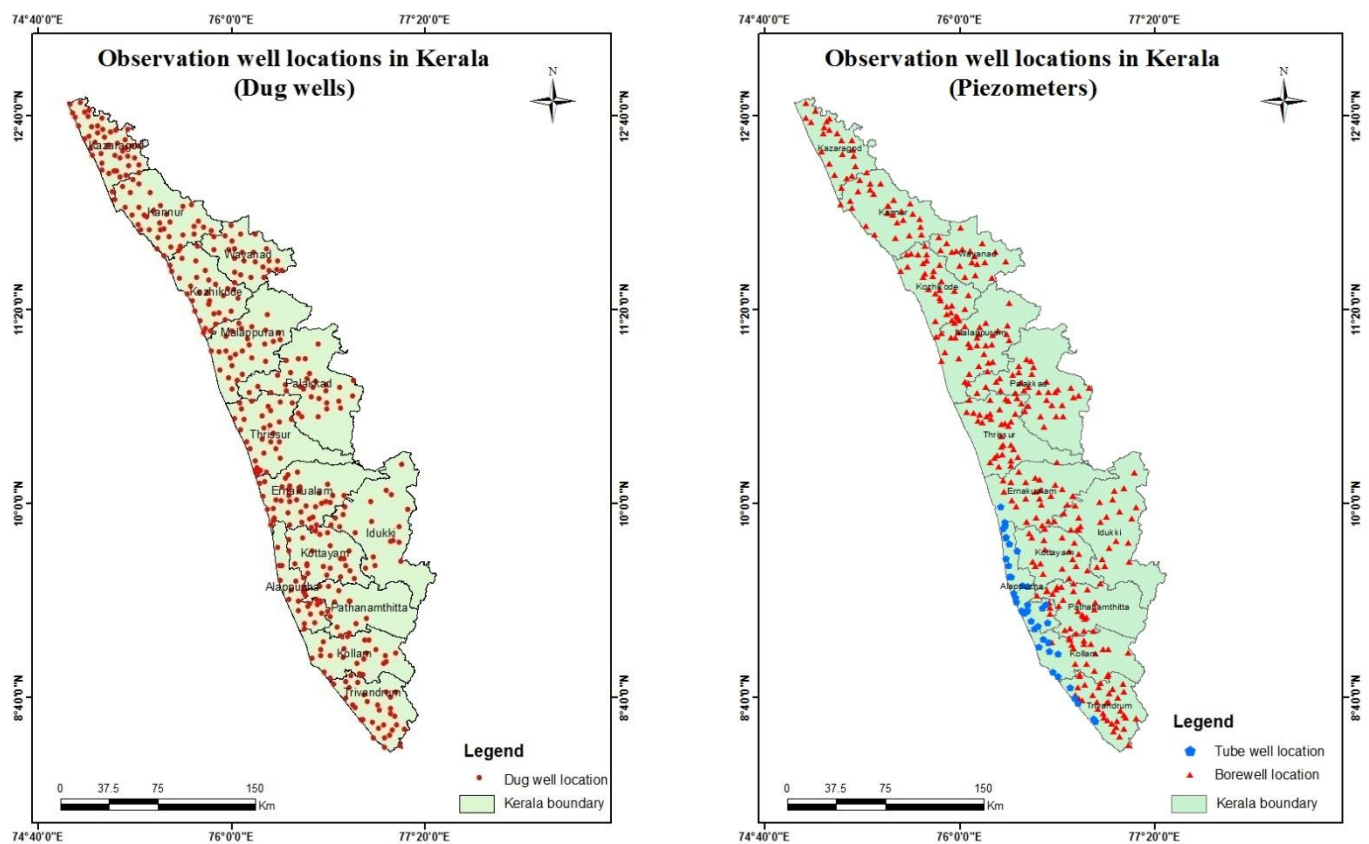 74°40'0"E 76°0'0"E 77°20'0"E
Observation well locations in Kerala
(Dug wells)
N
12°40'0"N
11°20'0"N
10°0'0"N
8°40'0"N
Kazaragod
Kannur
Wayanad
Kozhikode
Malappuram
Palakkad
Thrissur
Ernakualam
Idukki
Kottayam
Alappuzha
Pathanamthitta
Kollam
Trivandrum
Legend
Dug well location
Kerala boundary
0 37.5 75 150
Km
74°40'0"E 76°0'0"E 77°20'0"E
74°40'0"E 76°0'0"E 77°20'0"E
Observation well locations in Kerala
(Piezometers)
N
12°40'0"N
11°20'0"N
10°0'0"N
8°40'0"N
Kazaragod
Kannur
Wayanad
Kozhikode
Malappuram
Palakkad
Thrissur
Ernakualam
Idukki
Kottayam
Alappuzha
Pathanamthitta
Kollam
Trivandrum
Legend
Tube well location
Borewell location
Kerala boundary
0 37.5 75 150
Km
74°40'0"E 76°0'0"E 77°20'0"E